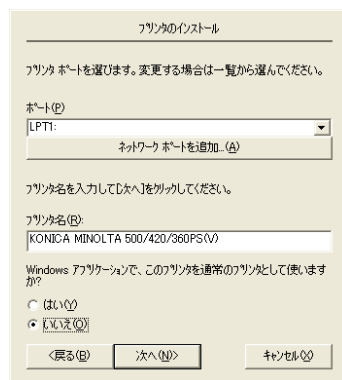 プリンタのインストール
プリンタ ポートを選びます。変更する場合は一覧から選んでください。
ポート(P)
LPT1:
ネットワーク ポートを追加...(A)
プリンタ名を入力して[次へ]をクリックしてください。
プリンタ名(R):
KONICA MINOLTA 500/420/360PS(V)
Windows アプリケーションで、このプリンタを通常のプリンタとして使います
か?
はい(Y)
いいえ(O)
<戻る(B)
次へ(N)>
キャンセル(X)